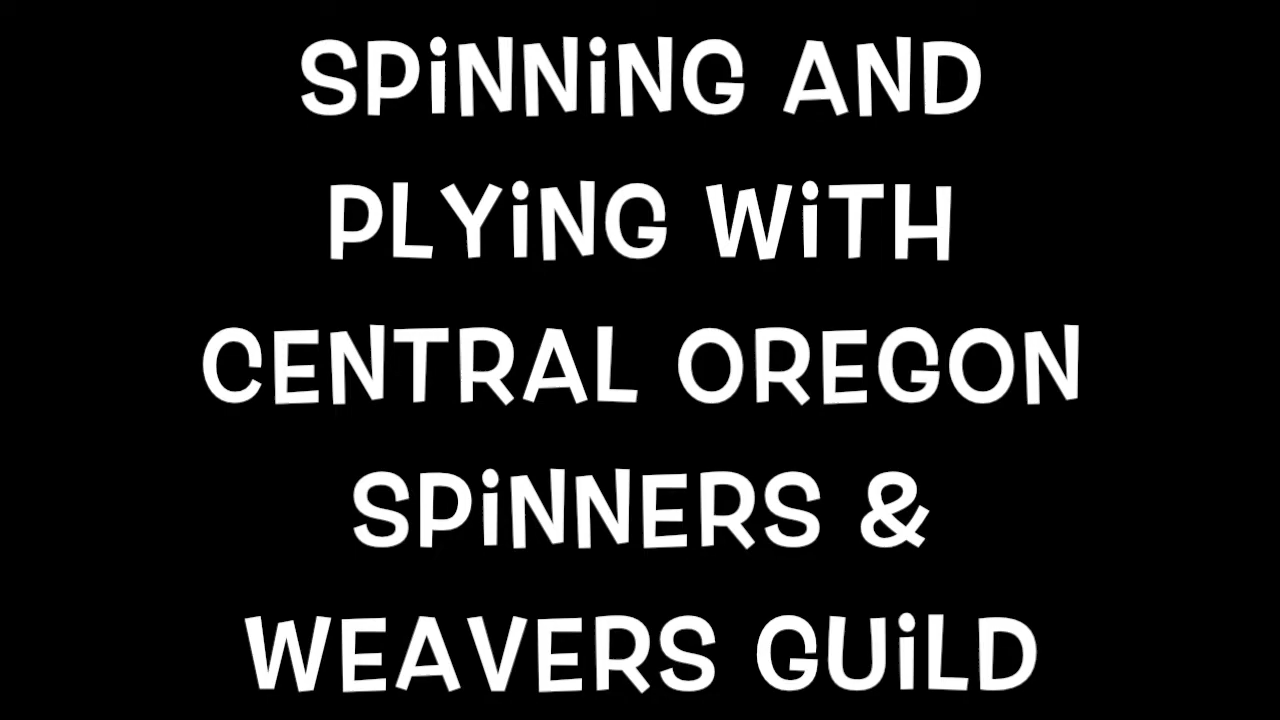 SPiNNiNG AND
PLYiNG WiTH
CENTRAL OREGON
SPiNNERS &
WEAVERS GUiLD